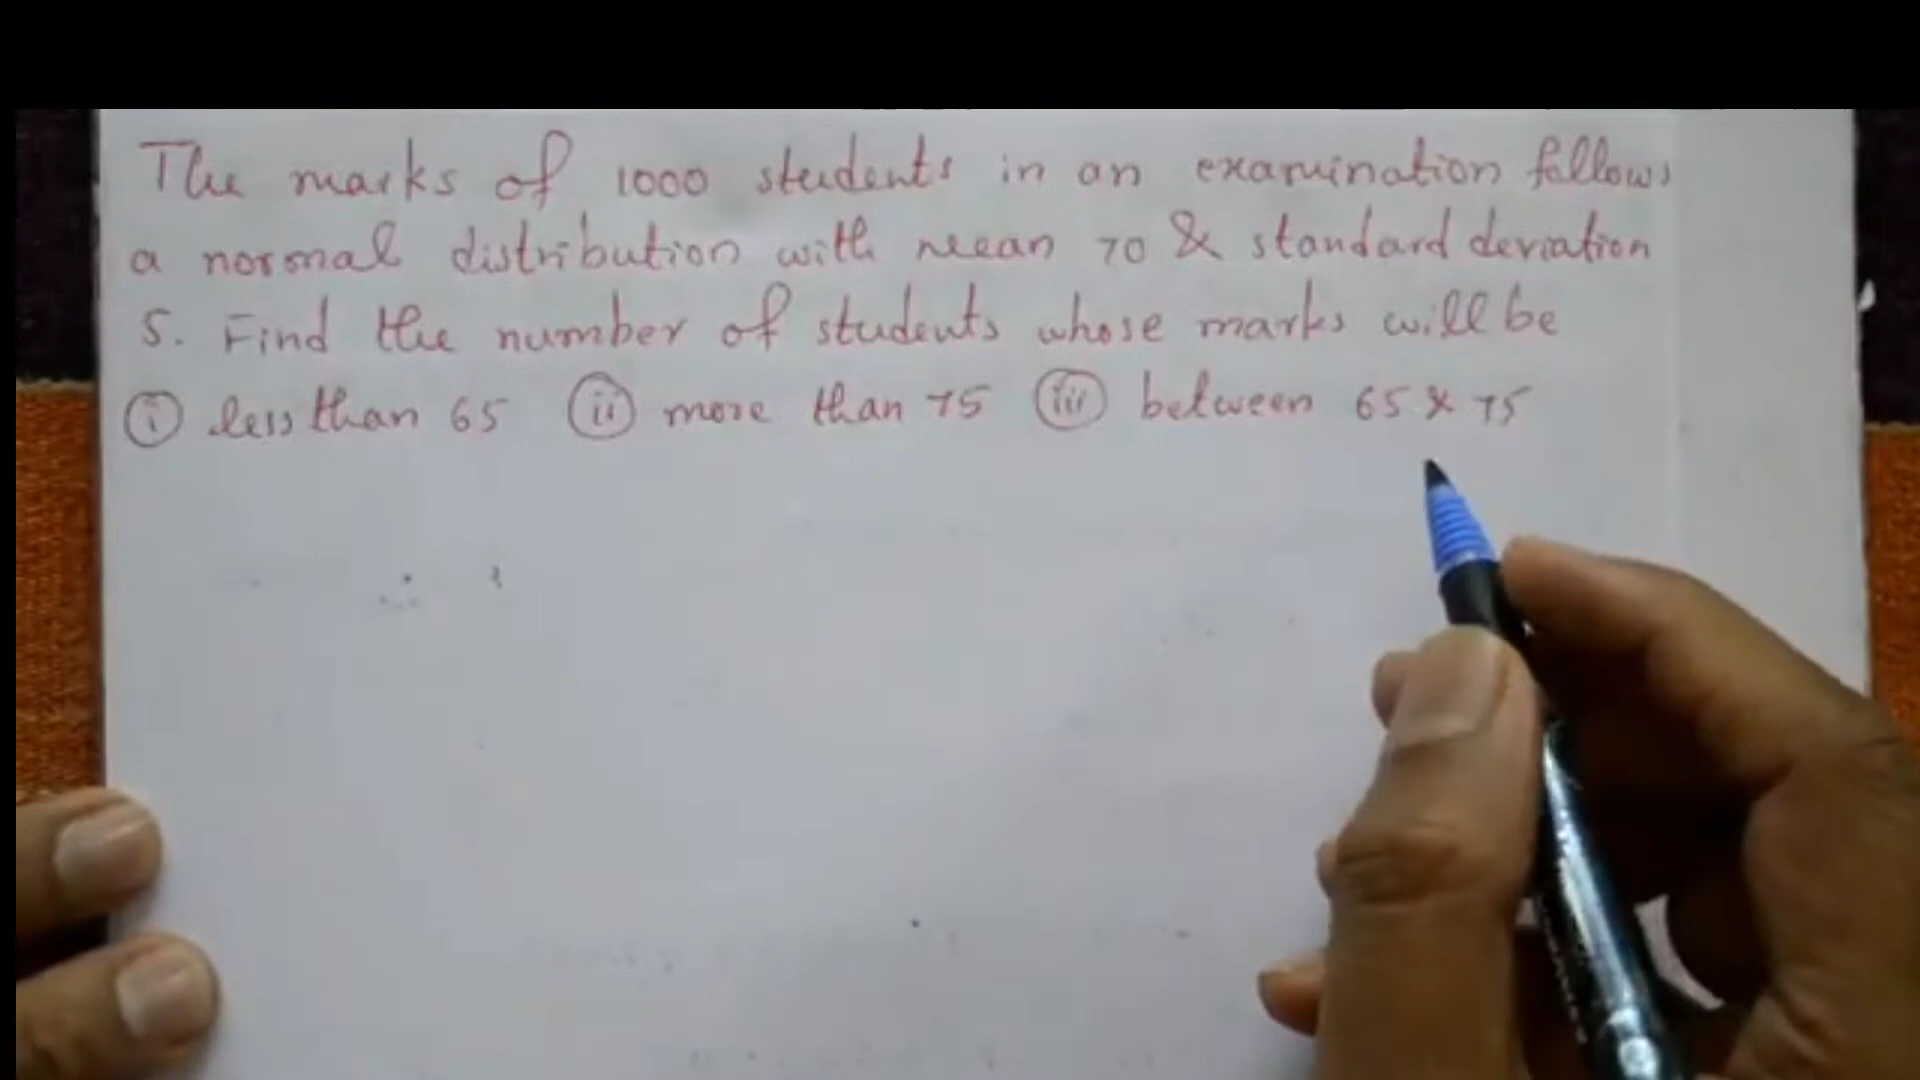 The marks of 1000 students in an examination follows
a normal distribution with mean 70 & standard deviation
5. Find the number of students whose marks will be
(i) less than 65 (ii) more than 75 (iii) between 65 & 75